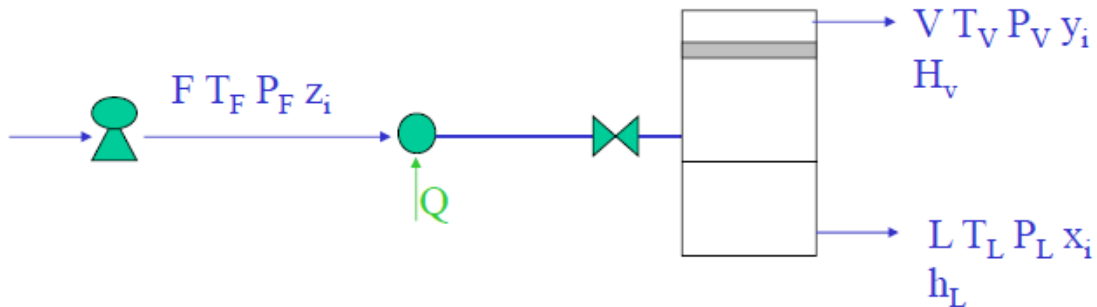 V T_V P_V y_i
H_v
F T_F P_F z_i
Q
L T_L P_L x_i
h_L